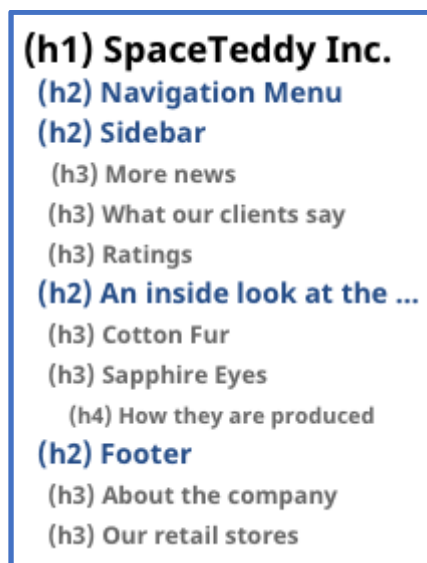 (h1) SpaceTeddy Inc.
(h2) Navigation Menu
(h2) Sidebar
(h3) More news
(h3) What our clients say
(h3) Ratings
(h2) An inside look at the ...
(h3) Cotton Fur
(h3) Sapphire Eyes
(h4) How they are produced
(h2) Footer
(h3) About the company
(h3) Our retail stores